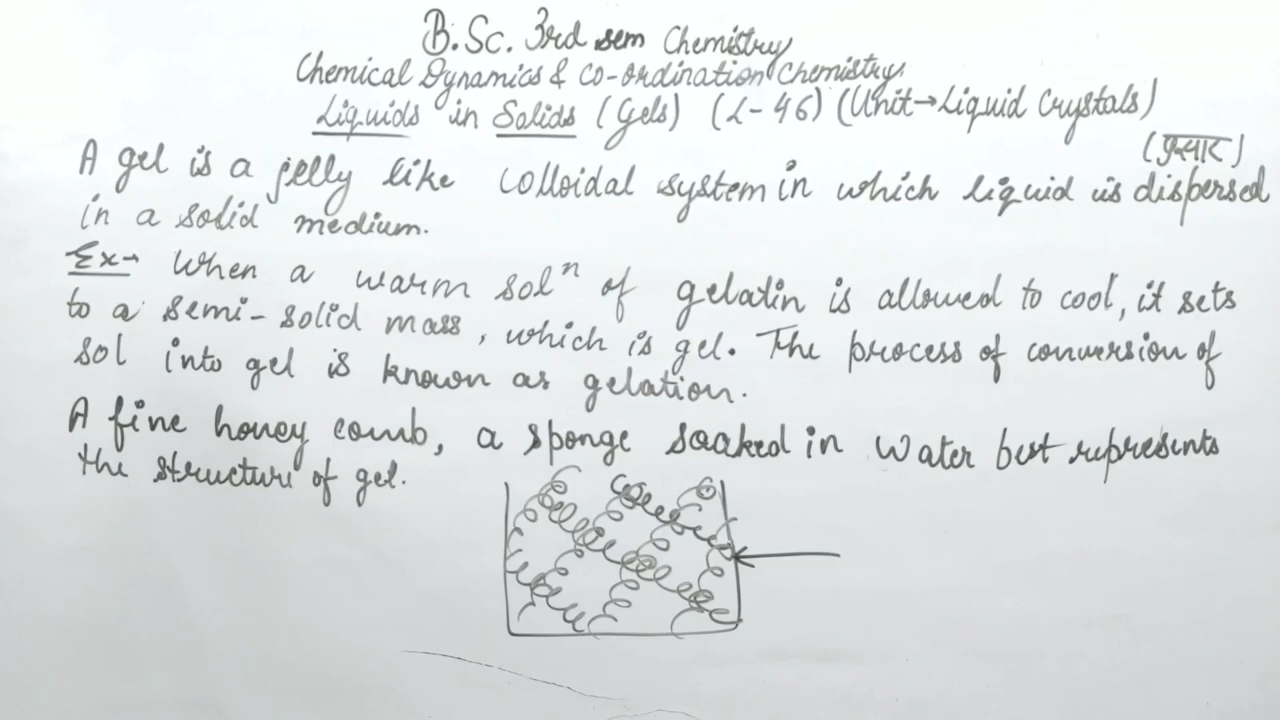 B.Sc. 3rd sem Chemistry
Chemical Dynamics & Co-ordination Chemistry
Liquids in Solids (Gels) (L-46) (Unit→Liquid Crystals)
A gel is a jelly like colloidal system in which liquid is dispersed
in a solid medium.
Ex→ When a warm solⁿ of gelatin is allowed to cool, it sets
to a semi-solid mass, which is gel. The process of conversion of
sol into gel is known as gelation.
A fine honey comb, a sponge soaked in water best represents
the structure of gel.